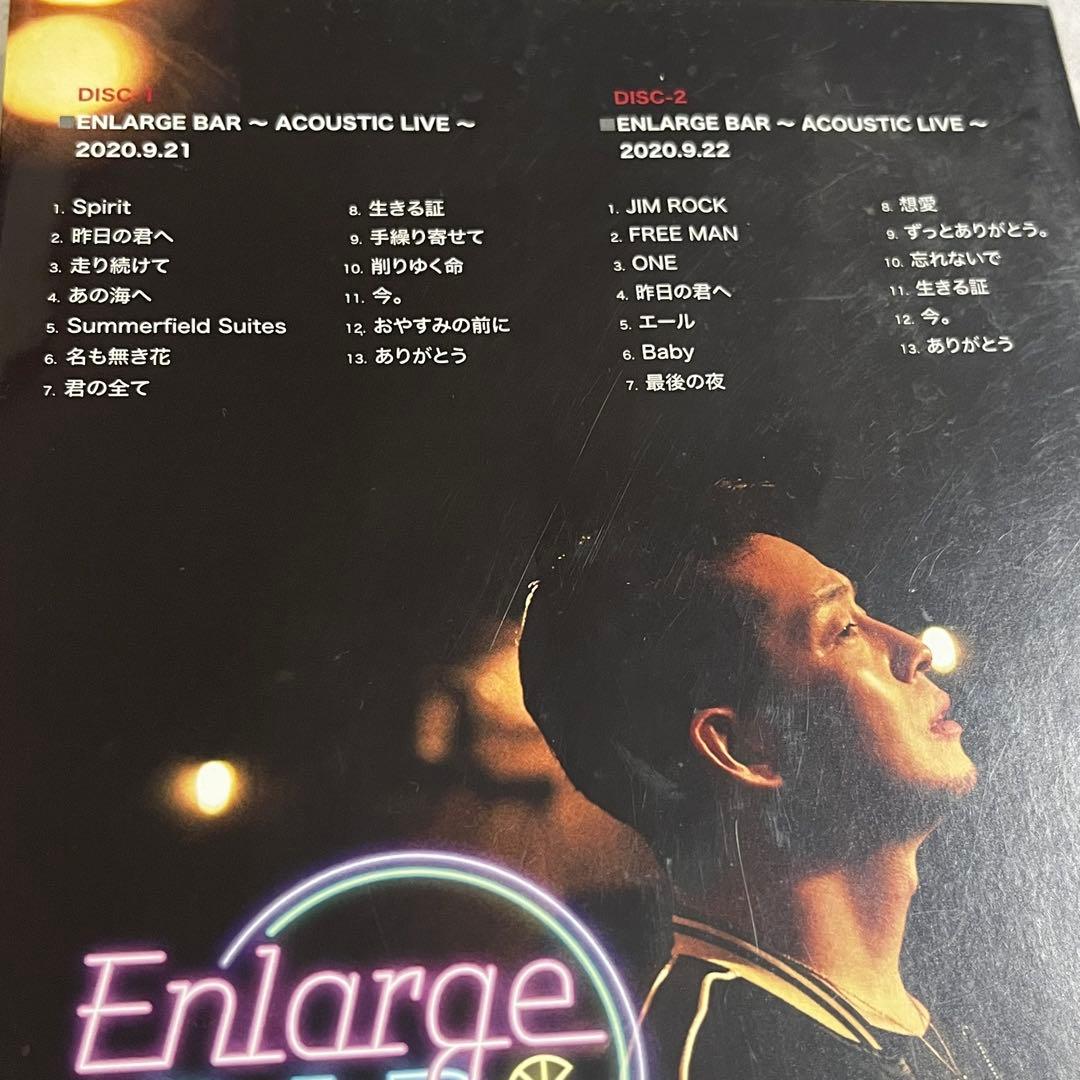 DISC-1
ENLARGE BAR ～ ACOUSTIC LIVE ～
2020.9.21
1. Spirit
2. 昨日の君へ
3. 走り続けて
4. あの海へ
5. Summerfield Suites
6. 名も無き花
7. 君の全て
8. 生きる証
9. 手繰り寄せて
10. 削りゆく命
11. 今。
12. おやすみの前に
13. ありがとう
DISC-2
ENLARGE BAR ～ ACOUSTIC LIVE ～
2020.9.22
1. JIM ROCK
2. FREE MAN
3. ONE
4. 昨日の君へ
5. エール
6. Baby
7. 最後の夜
8. 想愛
9. ずっとありがとう。
10. 忘れないで
11. 生きる証
12. 今。
13. ありがとう
Enlarge